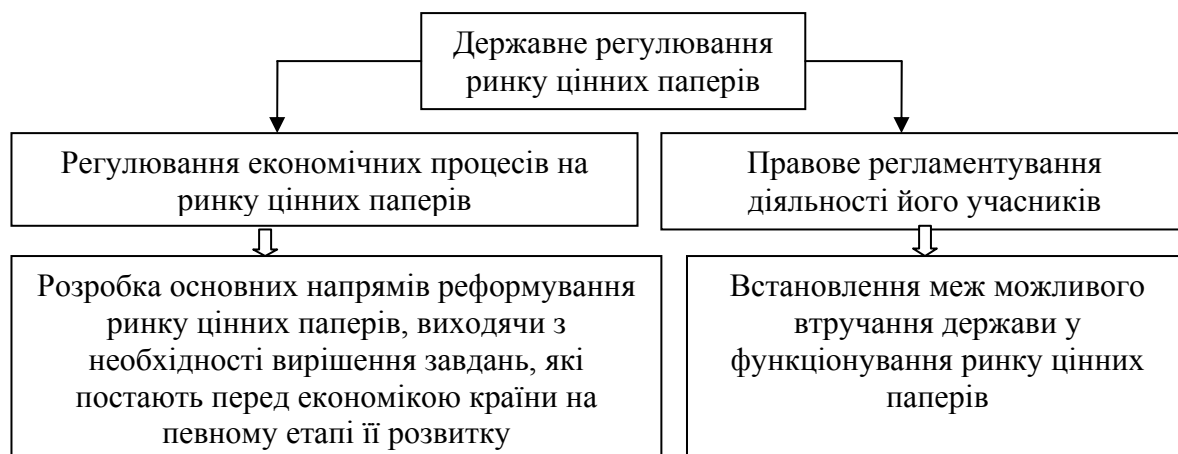 Державне регулювання
ринку цінних паперів
Регулювання економічних процесів на
ринку цінних паперів
Правове регламентування
діяльності його учасників
Розробка основних напрямів реформування
ринку цінних паперів, виходячи з
необхідності вирішення завдань, які
постають перед економікою країни на
певному етапі її розвитку
Встановлення меж можливого
втручання держави у
функціонування ринку цінних
паперів